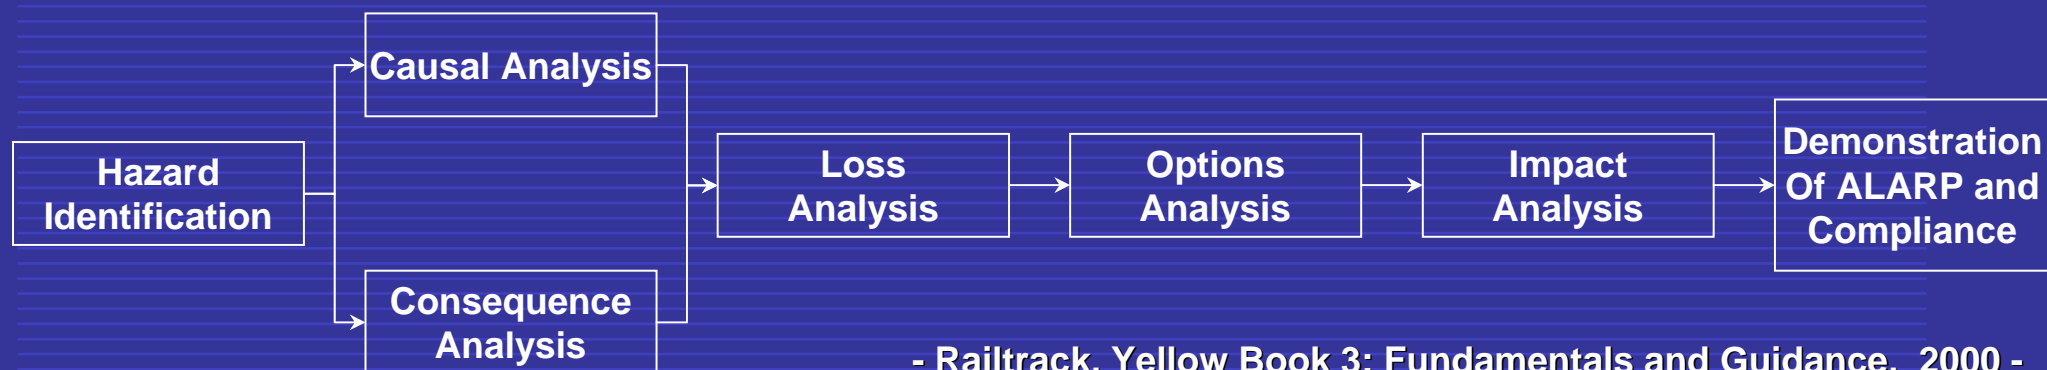 Hazard
Identification
Causal Analysis
Consequence
Analysis
Loss
Analysis
Options
Analysis
Impact
Analysis
Demonstration
Of ALARP and
Compliance
- Railtrack, Yellow Book 3: Fundamentals and Guidance, 2000 -